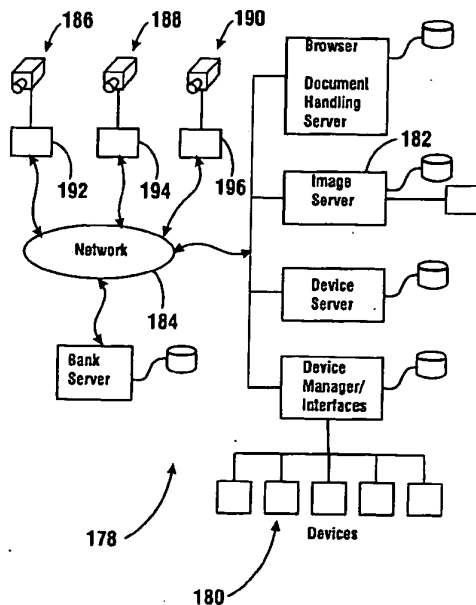 186
188
190
192
194
196
Network
184
Bank
Server
178
Browser
Document
Handling
Server
182
Image
Server
Device
Server
Device
Manager/
Interfaces
Devices
180